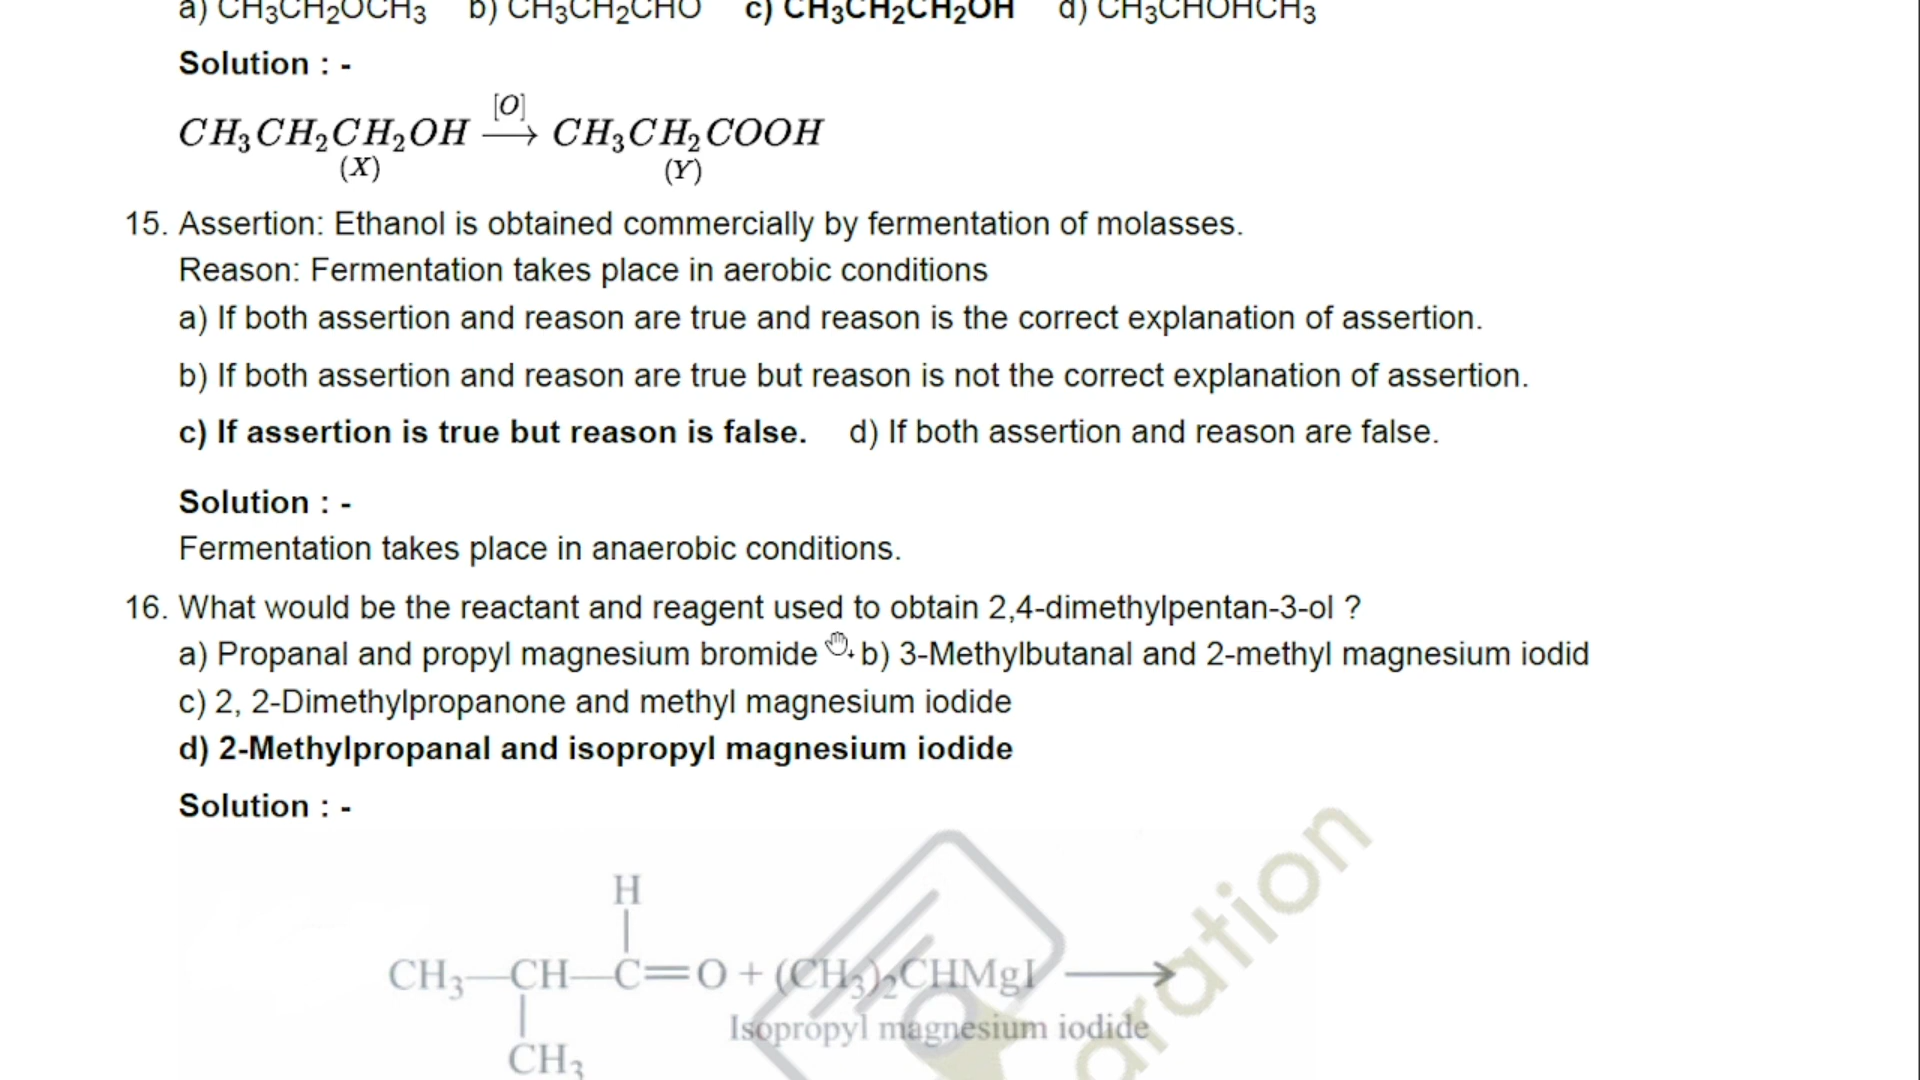 a) CH₃CH₂OCH₃ b) CH₃CH₂CHO c) CH₃CH₂CH₂OH d) CH₃CHOHCH₃
Solution : -
[O]
CH₃CH₂CH₂OH ⟶ CH₃CH₂COOH
(X) (Y)
15. Assertion: Ethanol is obtained commercially by fermentation of molasses.
Reason: Fermentation takes place in aerobic conditions
a) If both assertion and reason are true and reason is the correct explanation of assertion.
b) If both assertion and reason are true but reason is not the correct explanation of assertion.
c) If assertion is true but reason is false. d) If both assertion and reason are false.
Solution : -
Fermentation takes place in anaerobic conditions.
16. What would be the reactant and reagent used to obtain 2,4-dimethylpentan-3-ol ?
a) Propanal and propyl magnesium bromide b) 3-Methylbutanal and 2-methyl magnesium iodid
c) 2, 2-Dimethylpropanone and methyl magnesium iodide
d) 2-Methylpropanal and isopropyl magnesium iodide
Solution : -
H
CH₃—CH—C=O + (CH₃)₂CHMgI ⟶
Isopropyl magnesium iodide
CH₃
aration